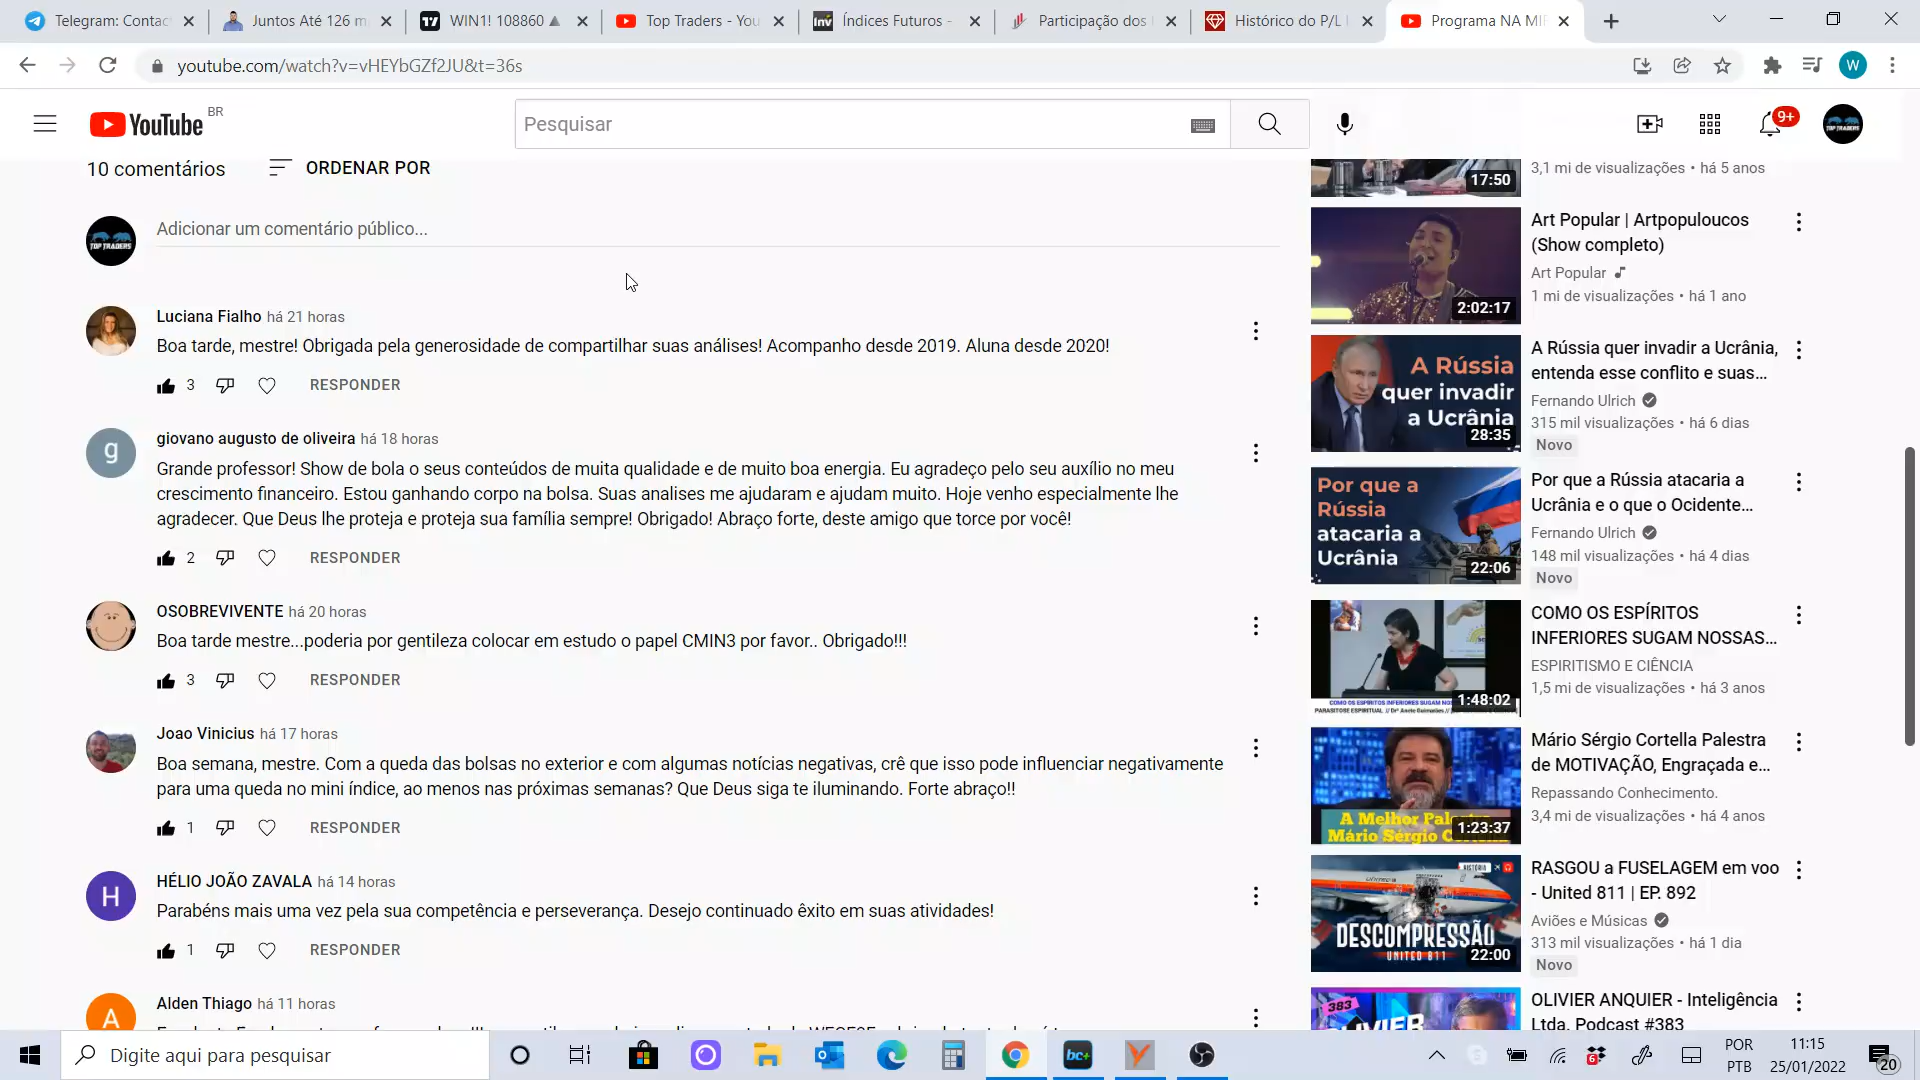 Telegram: Contac
Juntos Até 126 m
WIN1! 108860
Top Traders - You
Índices Futuros -
Participação dos
Histórico do P/L
Programa NA MI
youtube.com/watch?v=vHEYbGZf2JU&t=36s
W
YouTube
BR
Pesquisar
9+
10 comentários
ORDENAR POR
Adicionar um comentário público...
Luciana Fialho há 21 horas
Boa tarde, mestre! Obrigada pela generosidade de compartilhar suas análises! Acompanho desde 2019. Aluna desde 2020!
3
RESPONDER
g
giovano augusto de oliveira há 18 horas
Grande professor! Show de bola o seus conteúdos de muita qualidade e de muito boa energia. Eu agradeço pelo seu auxílio no meu
crescimento financeiro. Estou ganhando corpo na bolsa. Suas analises me ajudaram e ajudam muito. Hoje venho especialmente lhe
agradecer. Que Deus lhe proteja e proteja sua família sempre! Obrigado! Abraço forte, deste amigo que torce por você!
2
RESPONDER
OSOBREVIVENTE há 20 horas
Boa tarde mestre...poderia por gentileza colocar em estudo o papel CMIN3 por favor.. Obrigado!!!
3
RESPONDER
Joao Vinicius há 17 horas
Boa semana, mestre. Com a queda das bolsas no exterior e com algumas notícias negativas, crê que isso pode influenciar negativamente
para uma queda no mini índice, ao menos nas próximas semanas? Que Deus siga te iluminando. Forte abraço!!
1
RESPONDER
H
HÉLIO JOÃO ZAVALA há 14 horas
Parabéns mais uma vez pela sua competência e perseverança. Desejo continuado êxito em suas atividades!
1
RESPONDER
A
Alden Thiago há 11 horas
17:50
3,1 mi de visualizações • há 5 anos
2:02:17
Art Popular | Artpopuloucos
(Show completo)
Art Popular
1 mi de visualizações • há 1 ano
A Rússia
quer invadir
a Ucrânia
28:35
A Rússia quer invadir a Ucrânia,
entenda esse conflito e suas...
Fernando Ulrich
315 mil visualizações • há 6 dias
Novo
Por que a
Rússia
atacaria a
Ucrânia
22:06
Por que a Rússia atacaria a
Ucrânia e o que o Ocidente...
Fernando Ulrich
148 mil visualizações • há 4 dias
Novo
1:48:02
COMO OS ESPÍRITOS
INFERIORES SUGAM NOSSAS...
ESPIRITISMO E CIÊNCIA
1,5 mi de visualizações • há 3 anos
A Melhor
Mário Sérgio
1:23:37
Mário Sérgio Cortella Palestra
de MOTIVAÇÃO, Engraçada e...
Repassando Conhecimento.
3,4 mi de visualizações • há 4 anos
DESCOMPRESSÃO
UNITED 811
22:00
RASGOU a FUSELAGEM em voo
- United 811 | EP. 892
Aviões e Músicas
313 mil visualizações • há 1 dia
Novo
383
OLIVIER ANQUIER - Inteligência
Ltda. Podcast #383
Digite aqui para pesquisar
bc+
6
POR
PTB
11:15
25/01/2022
20